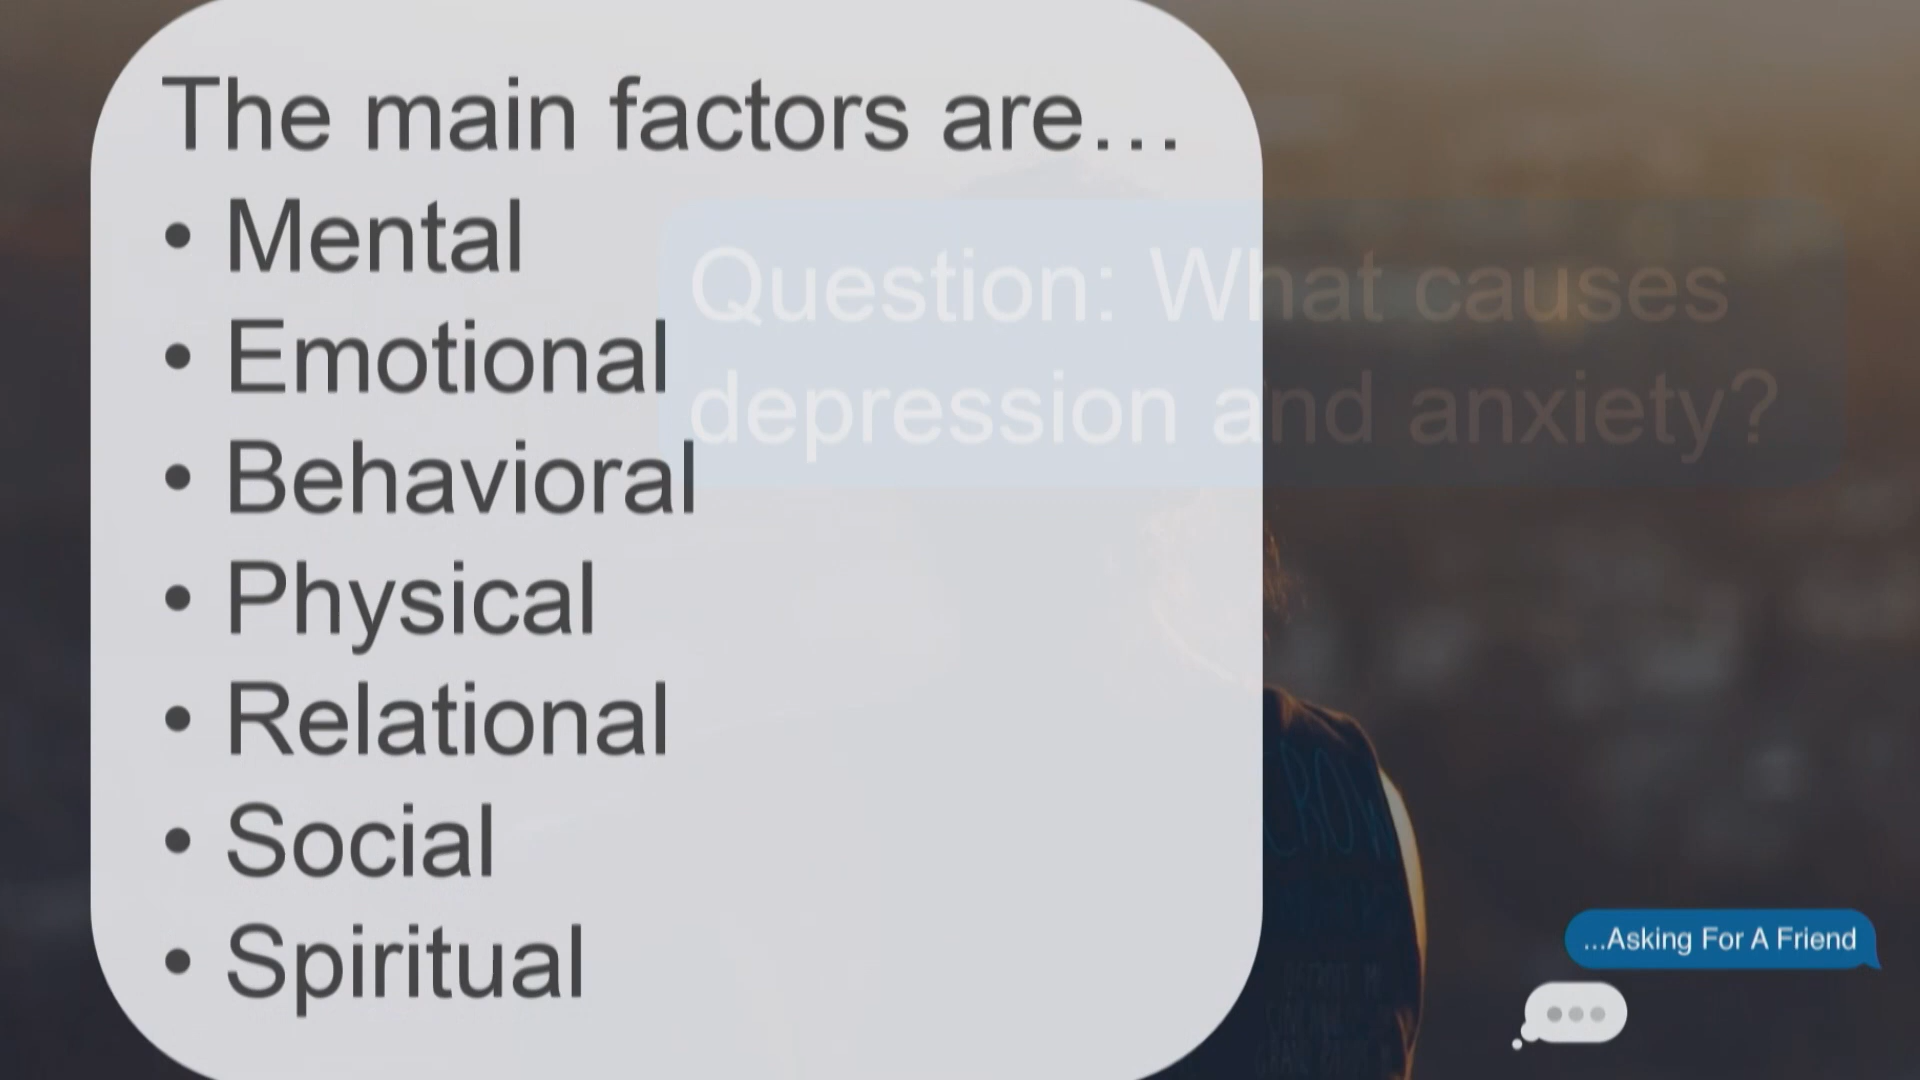 The main factors are…
• Mental
• Emotional
• Behavioral
• Physical
• Relational
• Social
• Spiritual
Question: What causes
depression and anxiety?
CROW
...Asking For A Friend